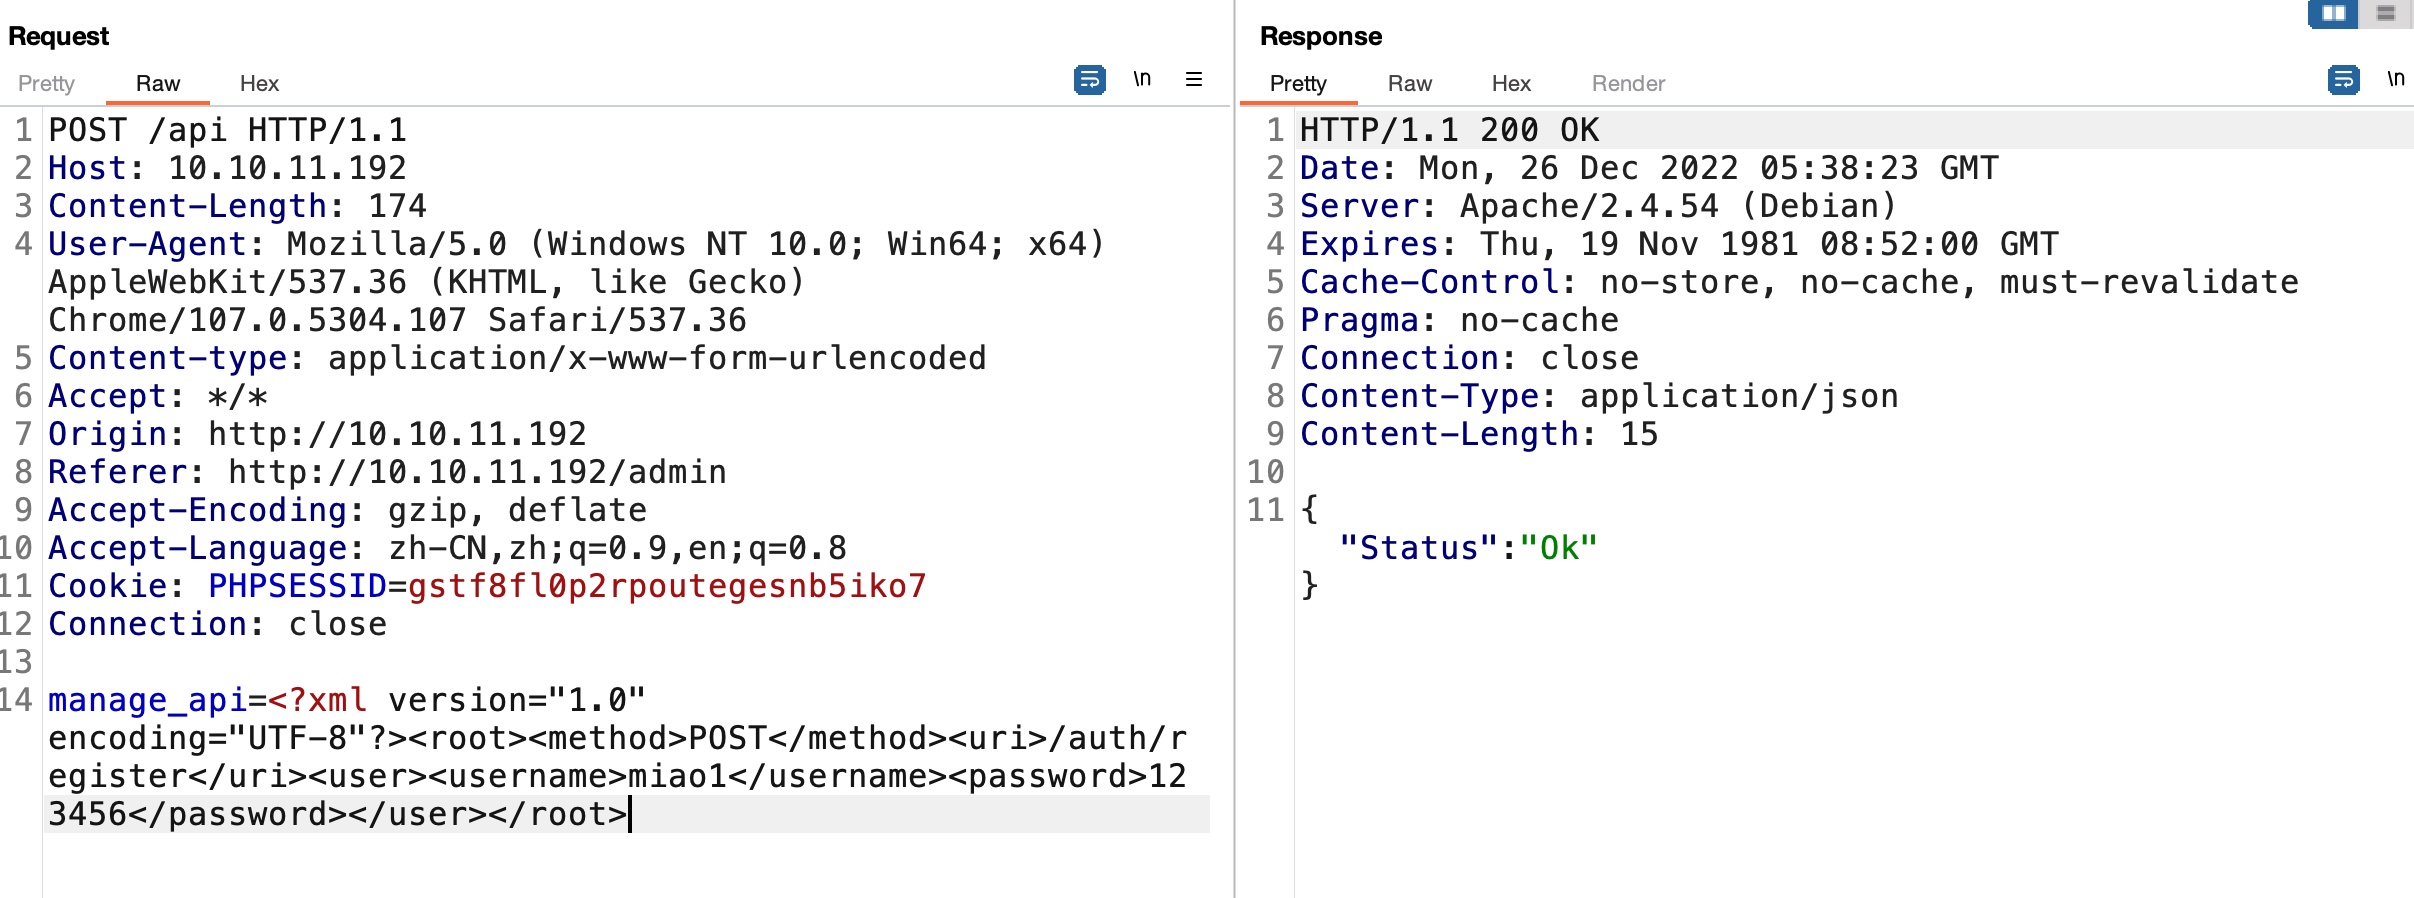 Request
Pretty Raw Hex \n
1 POST /api HTTP/1.1
2 Host: 10.10.11.192
3 Content-Length: 174
4 User-Agent: Mozilla/5.0 (Windows NT 10.0; Win64; x64)
AppleWebKit/537.36 (KHTML, like Gecko)
Chrome/107.0.5304.107 Safari/537.36
5 Content-type: application/x-www-form-urlencoded
6 Accept: */*
7 Origin: http://10.10.11.192
8 Referer: http://10.10.11.192/admin
9 Accept-Encoding: gzip, deflate
10 Accept-Language: zh-CN,zh;q=0.9,en;q=0.8
11 Cookie: PHPSESSID=gstf8fl0p2rpoutegesnb5iko7
12 Connection: close
13
14 manage_api=<?xml version="1.0"
encoding="UTF-8"?><root><method>POST</method><uri>/auth/r
egister</uri><user><username>miao1</username><password>12
3456</password></user></root>
Response
Pretty Raw Hex Render \n
1 HTTP/1.1 200 OK
2 Date: Mon, 26 Dec 2022 05:38:23 GMT
3 Server: Apache/2.4.54 (Debian)
4 Expires: Thu, 19 Nov 1981 08:52:00 GMT
5 Cache-Control: no-store, no-cache, must-revalidate
6 Pragma: no-cache
7 Connection: close
8 Content-Type: application/json
9 Content-Length: 15
10
11 {
"Status":"Ok"
}